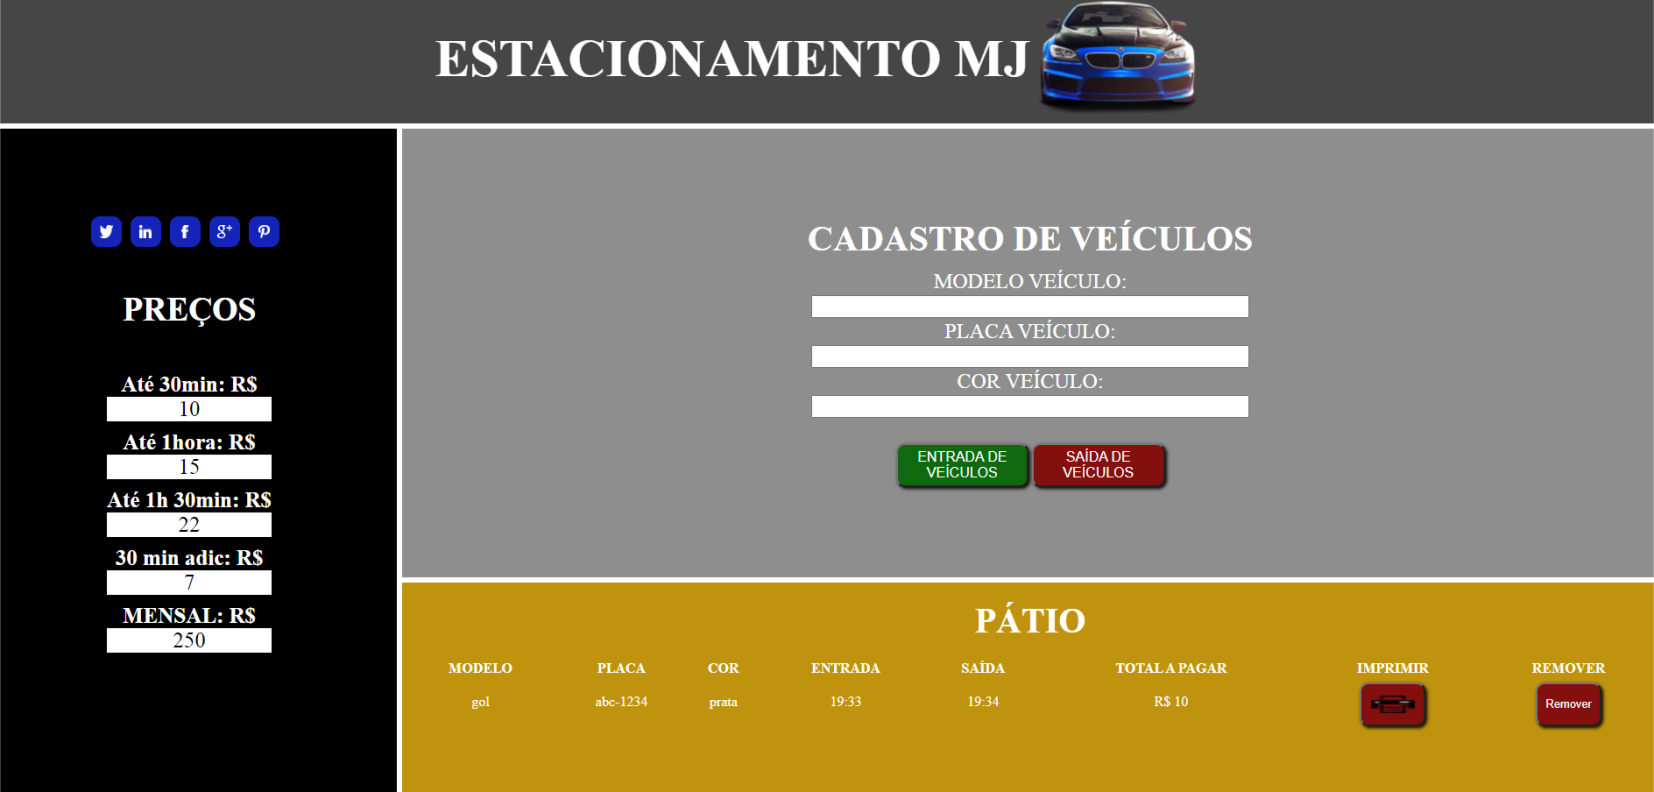 ESTACIONAMENTO MJ
PREÇOS
Até 30min: R$
10
Até 1hora: R$
15
Até 1h 30min: R$
22
30 min adic: R$
7
MENSAL: R$
250
CADASTRO DE VEÍCULOS
MODELO VEÍCULO:
PLACA VEÍCULO:
COR VEÍCULO:
ENTRADA DE
VEÍCULOS
SAÍDA DE
VEÍCULOS
PÁTIO
MODELO PLACA COR ENTRADA SAÍDA TOTAL A PAGAR IMPRIMIR REMOVER
gol abc-1234 prata 19:33 19:34 R$ 10 Remover